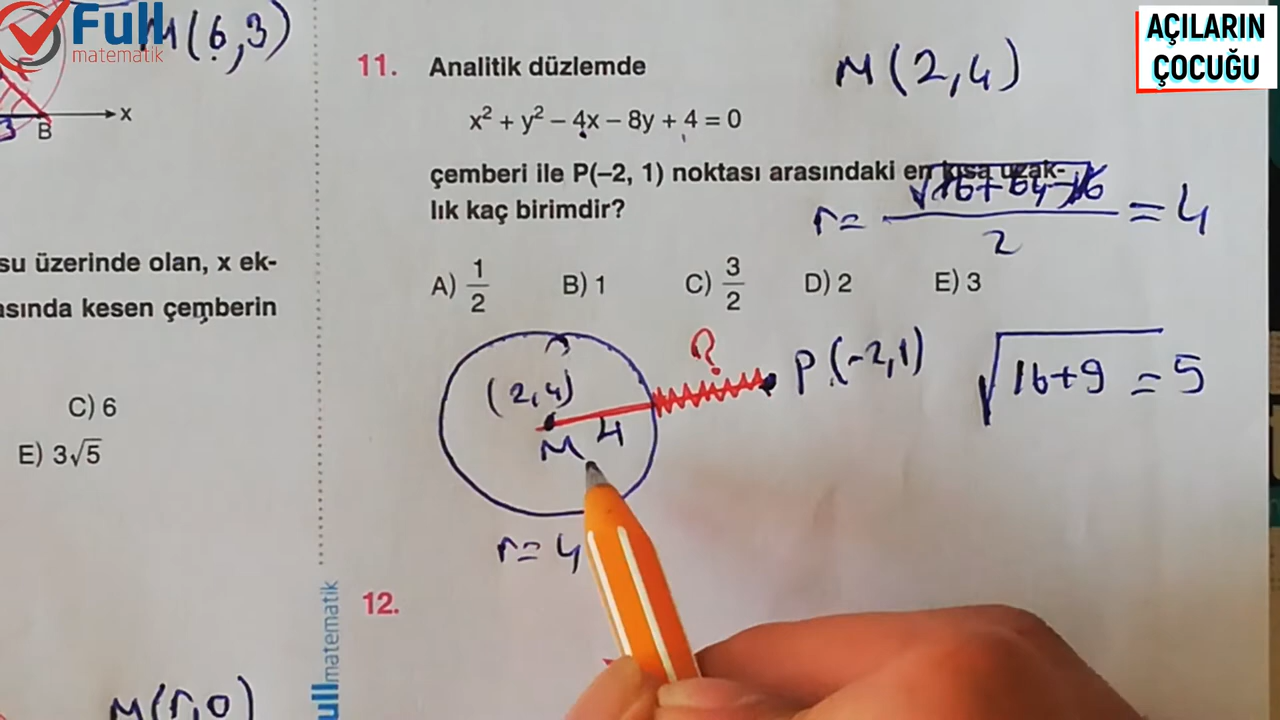 Full
matematik
M(6,3)
x
3
B
su üzerinde olan, x ek-
asında kesen çemberin
C) 6
E) 3√5
M(r,0)
ullmatematik
11. Analitik düzlemde
M(2,4)
x² + y² – 4x – 8y + 4 = 0
çemberi ile P(–2, 1) noktası arasındaki en kısa uzak-
lık kaç birimdir?
r = √16+64-16 / 2 = 4
A) 1/2 B) 1 C) 3/2 D) 2 E) 3
(2,4)
M
4
?
P(-2,1)
√16+9 = 5
r = 4
12.
AÇILARIN
ÇOCUĞU